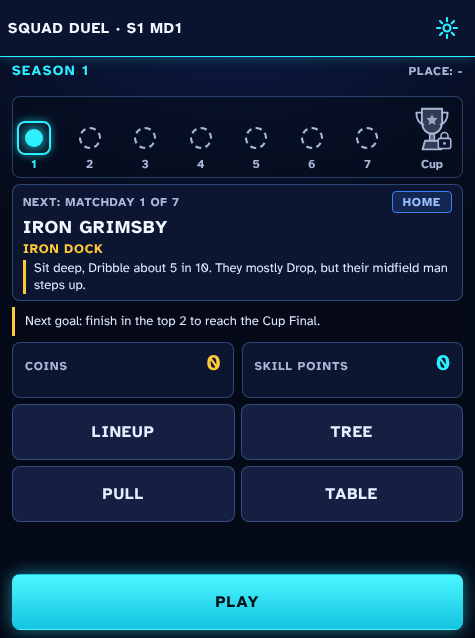 SQUAD DUEL · S1 MD1
SEASON 1
PLACE: -
1 2 3 4 5 6 7 Cup
NEXT: MATCHDAY 1 OF 7
HOME
IRON GRIMSBY
IRON DOCK
Sit deep, Dribble about 5 in 10. They mostly Drop, but their midfield man
steps up.
Next goal: finish in the top 2 to reach the Cup Final.
COINS 0
SKILL POINTS 0
LINEUP
TREE
PULL
TABLE
PLAY